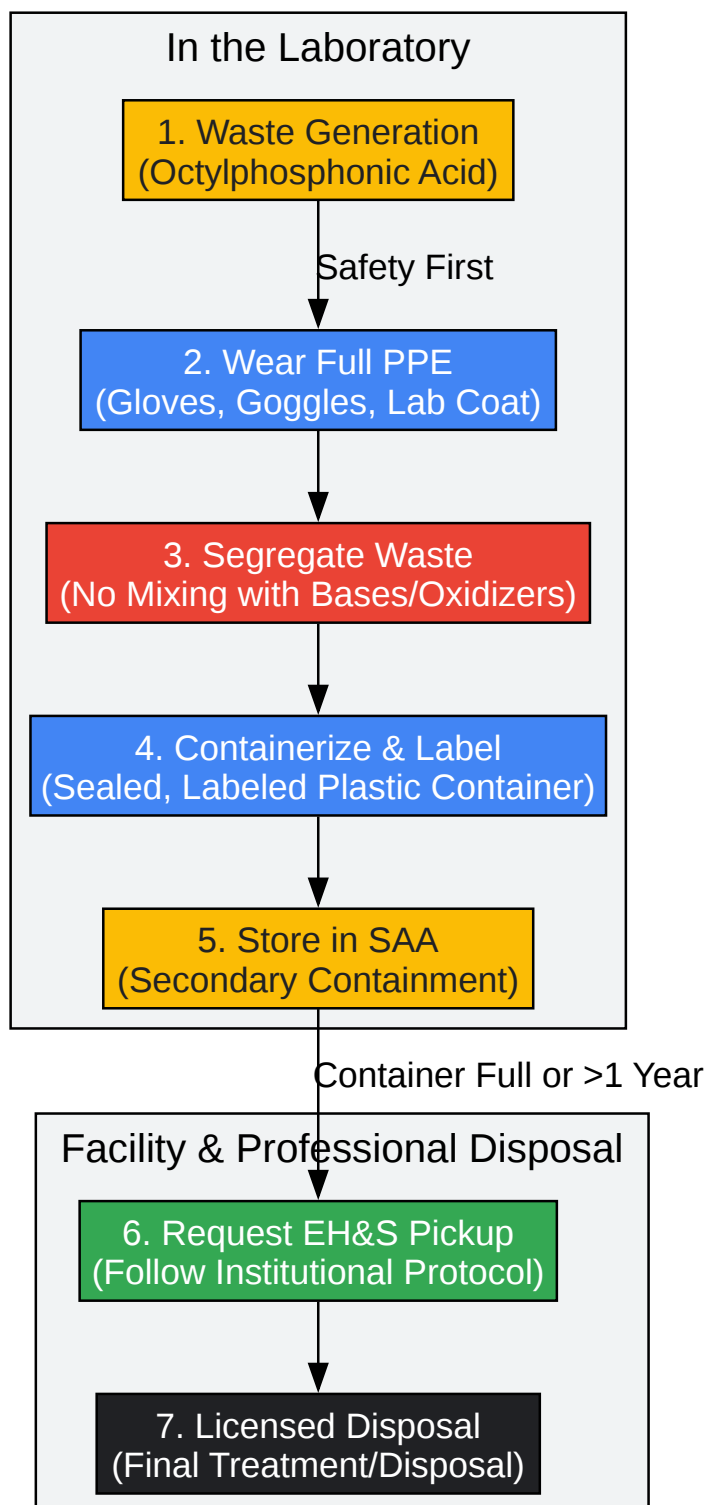 In the Laboratory
1. Waste Generation
(Octylphosphonic Acid)
Safety First
2. Wear Full PPE
(Gloves, Goggles, Lab Coat)
3. Segregate Waste
(No Mixing with Bases/Oxidizers)
4. Containerize & Label
(Sealed, Labeled Plastic Container)
5. Store in SAA
(Secondary Containment)
Container Full or >1 Year
Facility & Professional Disposal
6. Request EH&S Pickup
(Follow Institutional Protocol)
7. Licensed Disposal
(Final Treatment/Disposal)